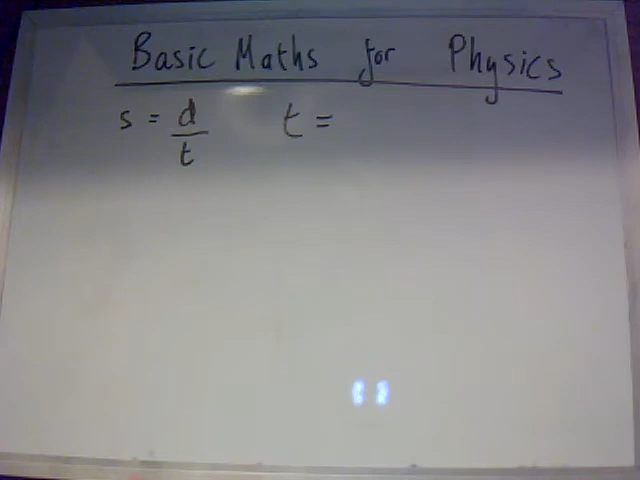 Basic Maths for Physics
s = d/t t =